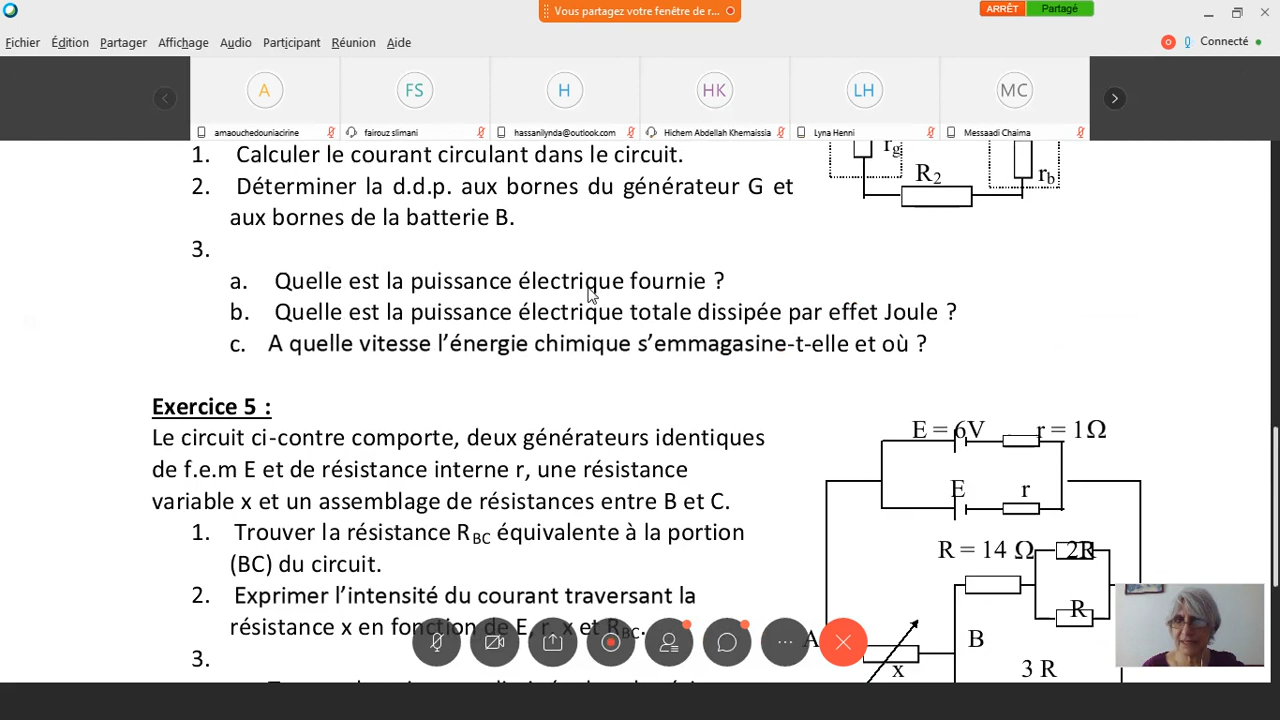 Vous partagez votre fenêtre de r...
ARRÊT
Partagé
Fichier Édition Partager Affichage Audio Participant Réunion Aide
Connecté
A FS H HK LH MC
amaouchedouniacirine
fairouz slimani
hassanilynda@outlook.com
Hichem Abdellah Khemaissia
Lyna Henni
Messaadi Chaima
1. Calculer le courant circulant dans le circuit.
2. Déterminer la d.d.p. aux bornes du générateur G et
aux bornes de la batterie B.
3.
a. Quelle est la puissance électrique fournie ?
b. Quelle est la puissance électrique totale dissipée par effet Joule ?
c. A quelle vitesse l’énergie chimique s’emmagasine-t-elle et où ?
rg
R2
rb
Exercice 5 :
Le circuit ci-contre comporte, deux générateurs identiques
de f.e.m E et de résistance interne r, une résistance
variable x et un assemblage de résistances entre B et C.
1. Trouver la résistance RBC équivalente à la portion
(BC) du circuit.
2. Exprimer l’intensité du courant traversant la
résistance x en fonction de E, r, x et RBC.
3.
E = 6V
r = 1Ω
E
r
R = 14 Ω
2R
R
A
B
x
3 R